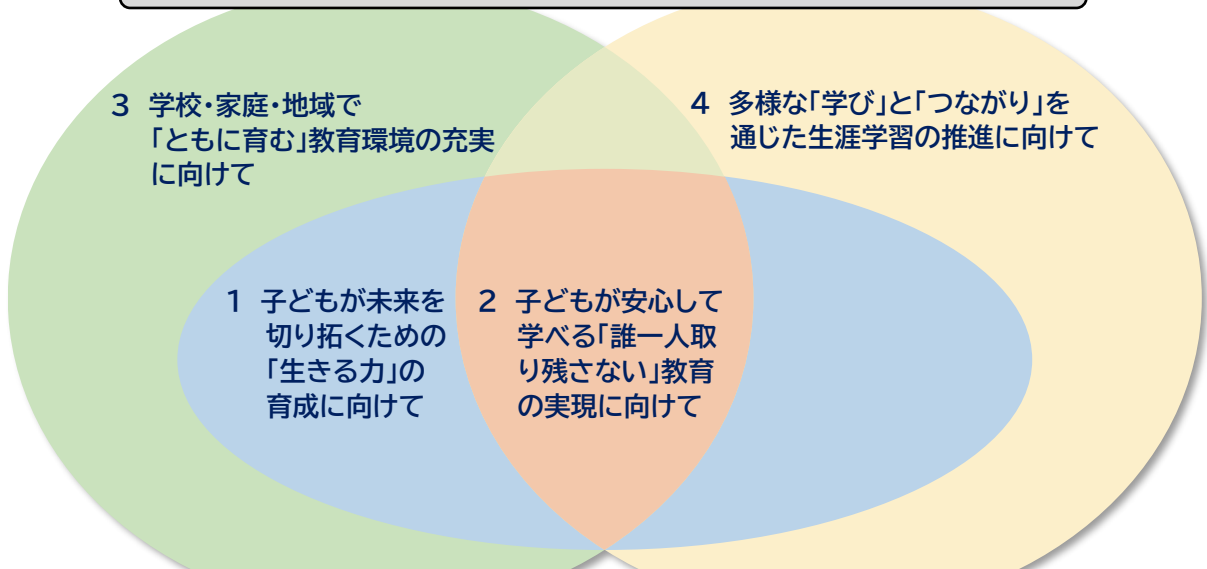 3 学校・家庭・地域で
「ともに育む」教育環境の充実
に向けて
4 多様な「学び」と「つながり」を
通じた生涯学習の推進に向けて
1 子どもが未来を
切り拓くための
「生きる力」の
育成に向けて
2 子どもが安心して
学べる「誰一人取
り残さない」教育
の実現に向けて